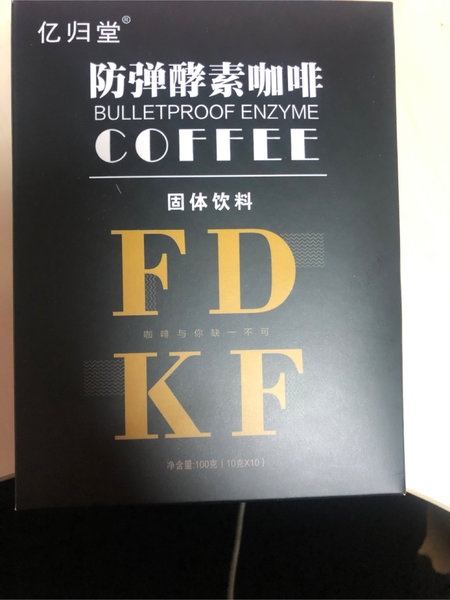 亿归堂®
防弹酵素咖啡
BULLETPROOF ENZYME
COFFEE
固体饮料
FD
咖啡与你缺一不可
KF
净含量:100克(10克X10)